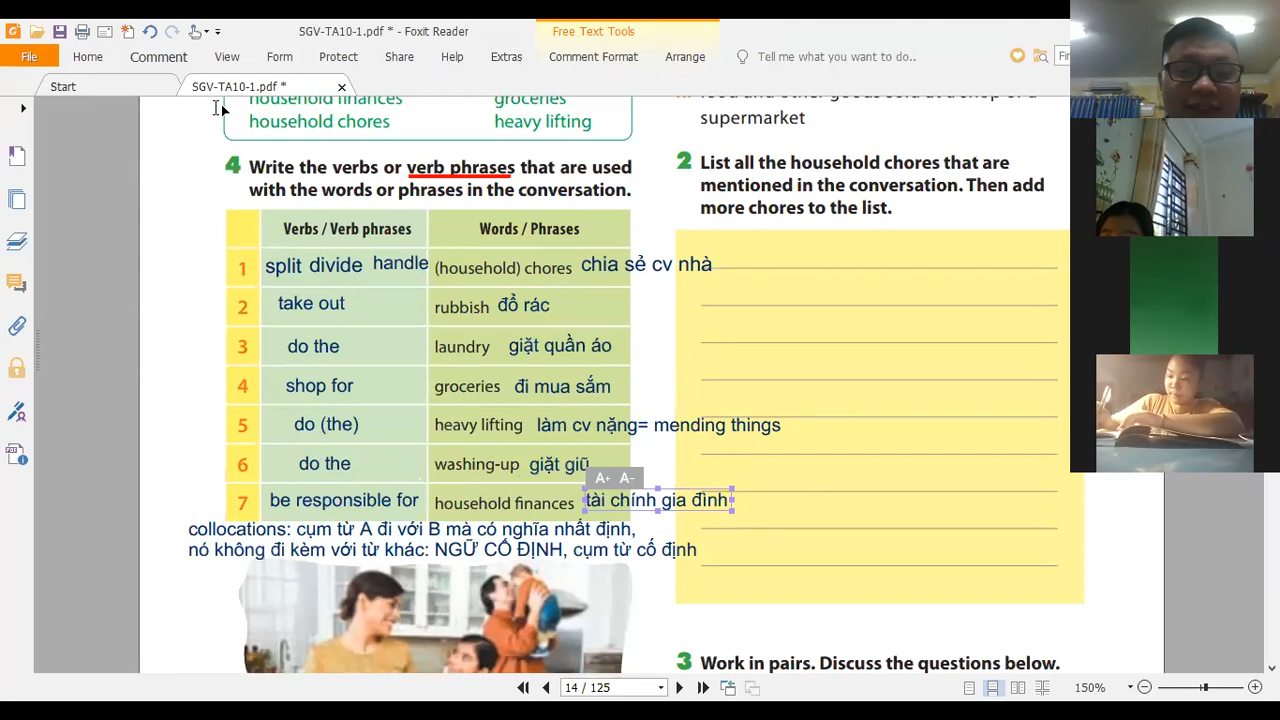 SGV-TA10-1.pdf * - Foxit Reader
Free Text Tools
File Home Comment View Form Protect Share Help Extras Comment Format Arrange Tell me what you want to do..
Start SGV-TA10-1.pdf *
household finances groceries
household chores heavy lifting
food and other goods sold at a shop or a
supermarket
4 Write the verbs or verb phrases that are used
with the words or phrases in the conversation.
Verbs / Verb phrases Words / Phrases
1 split divide handle (household) chores chia sẻ cv nhà
2 take out rubbish đổ rác
3 do the laundry giặt quần áo
4 shop for groceries đi mua sắm
5 do (the) heavy lifting làm cv nặng= mending things
6 do the washing-up giặt giũ
A+ A-
7 be responsible for household finances tài chính gia đình
collocations: cụm từ A đi với B mà có nghĩa nhất định,
nó không đi kèm với từ khác: NGỮ CỐ ĐỊNH, cụm từ cố định
2 List all the household chores that are
mentioned in the conversation. Then add
more chores to the list.
3 Work in pairs. Discuss the questions below.
14 / 125 150%